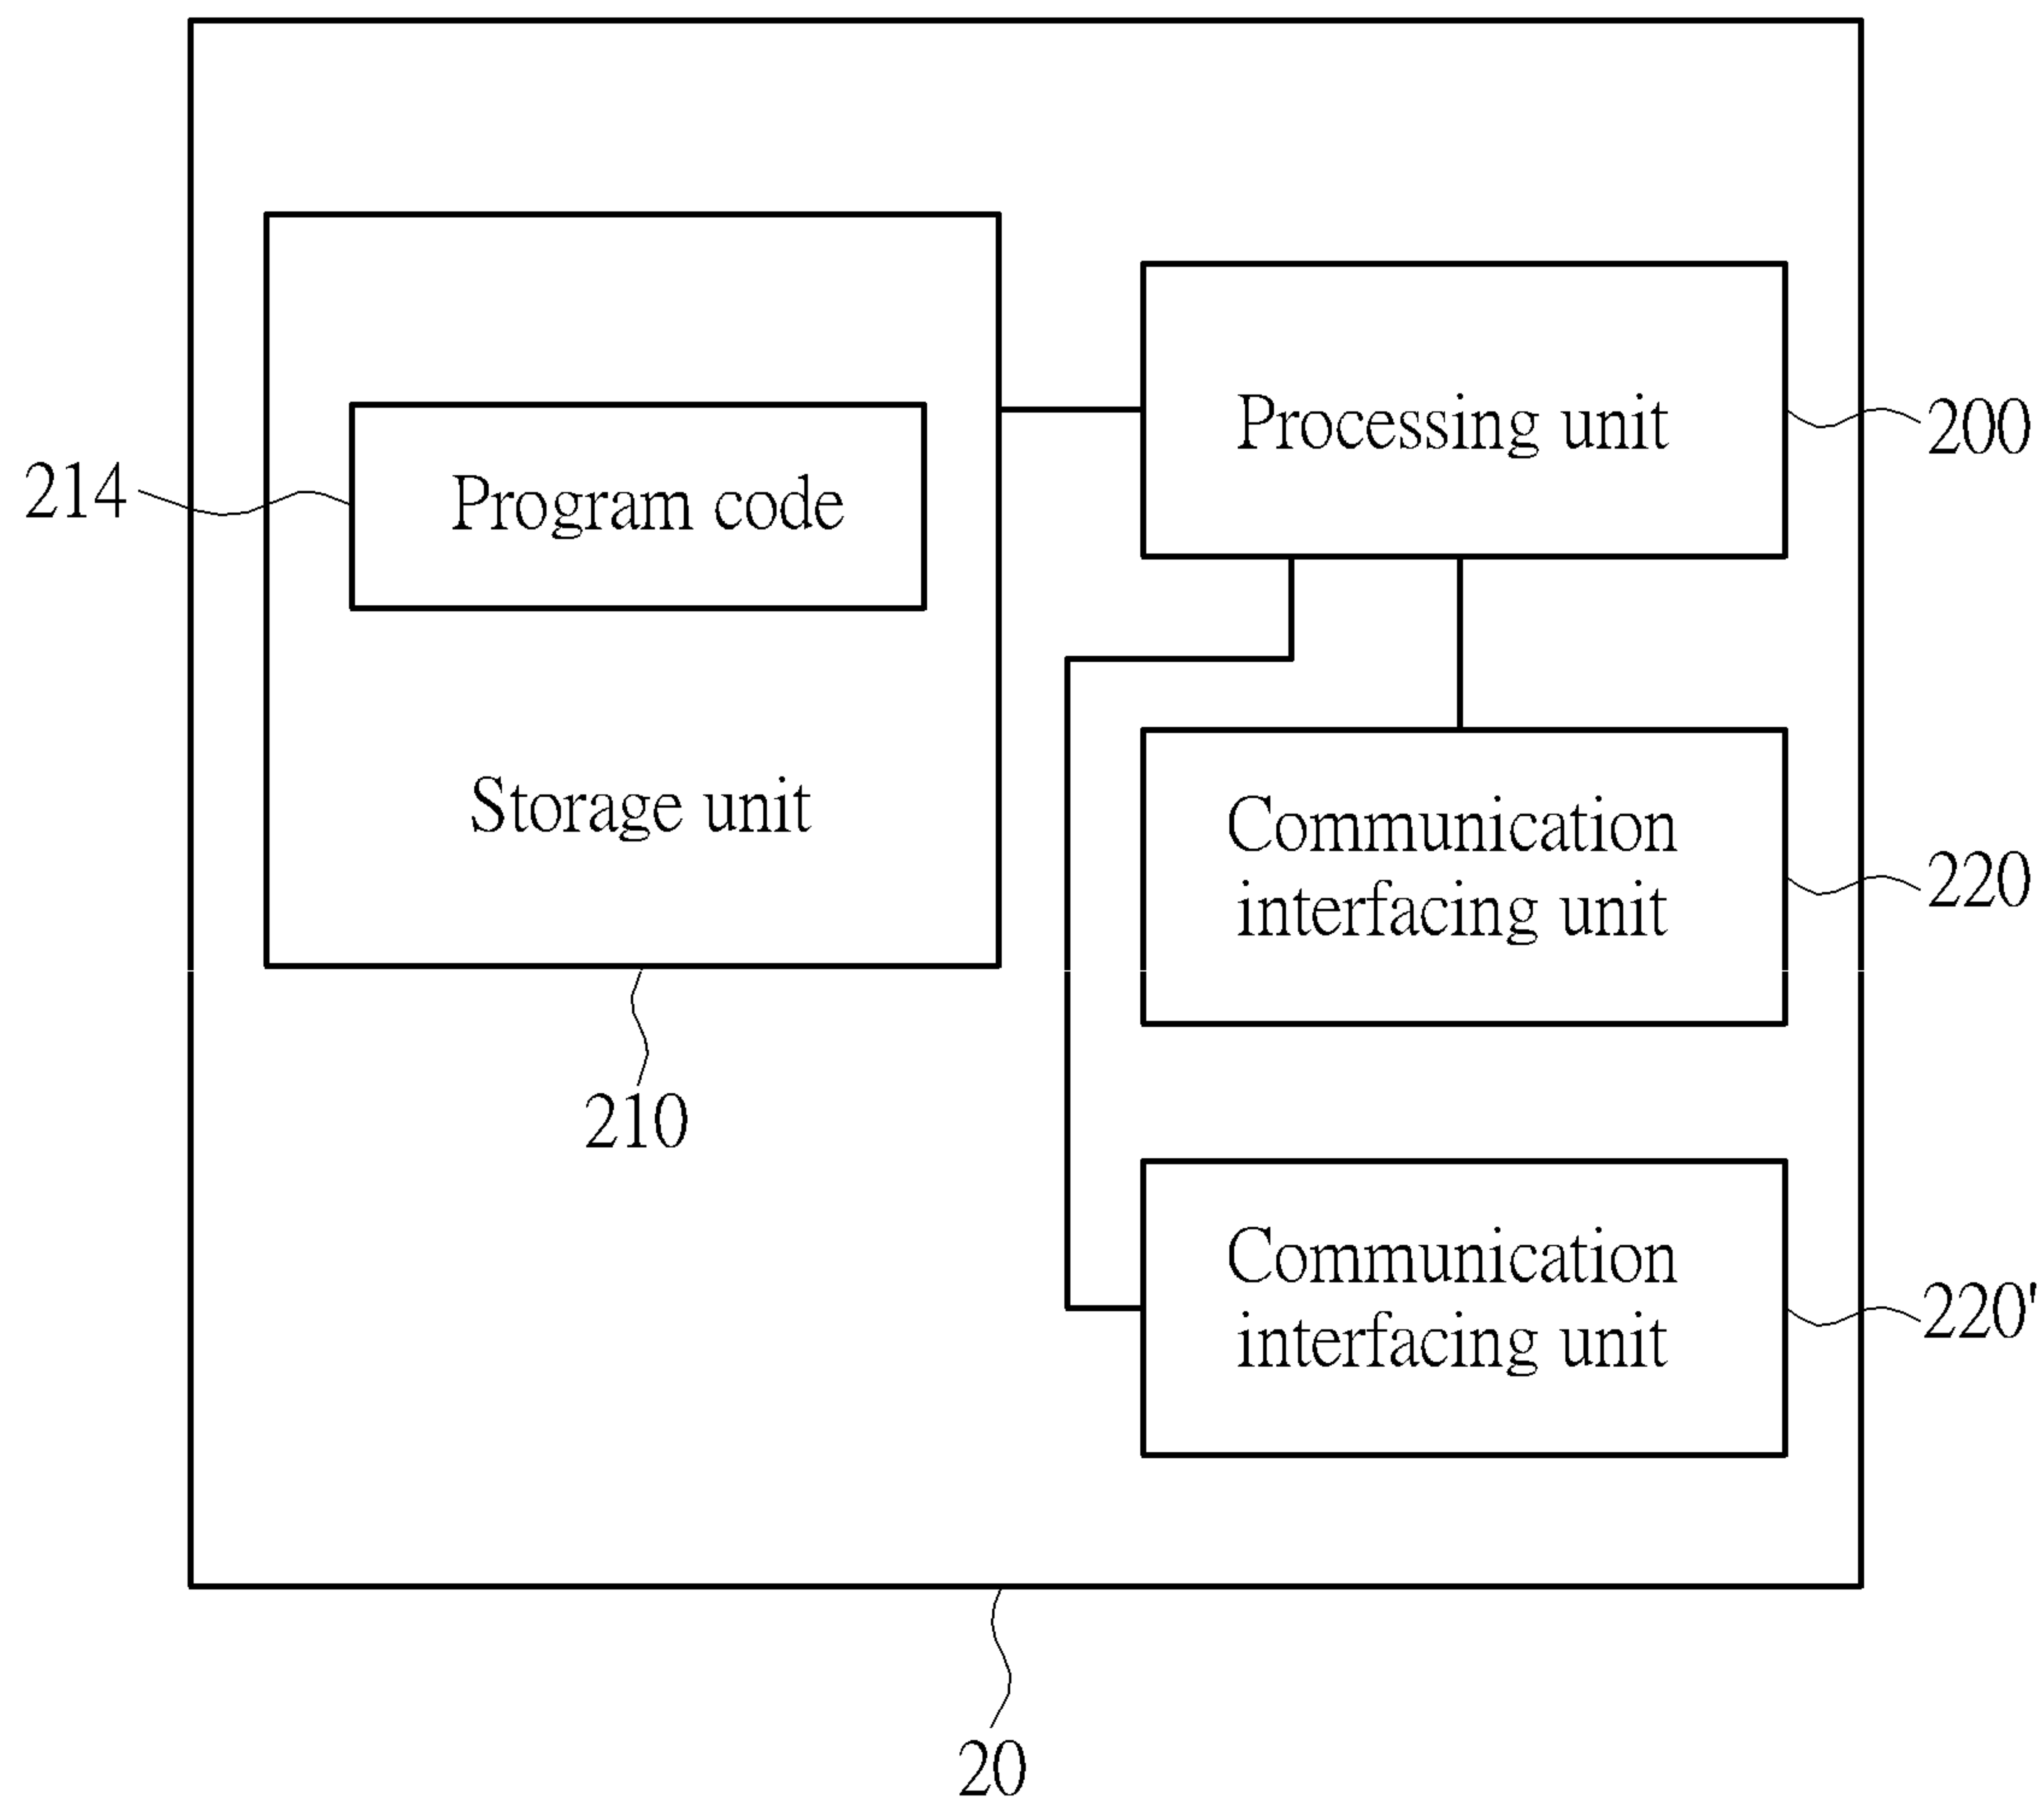 Processing unit
200
214
Program code
Storage unit
Communication
interfacing unit
220
210
Communication
interfacing unit
220'
20